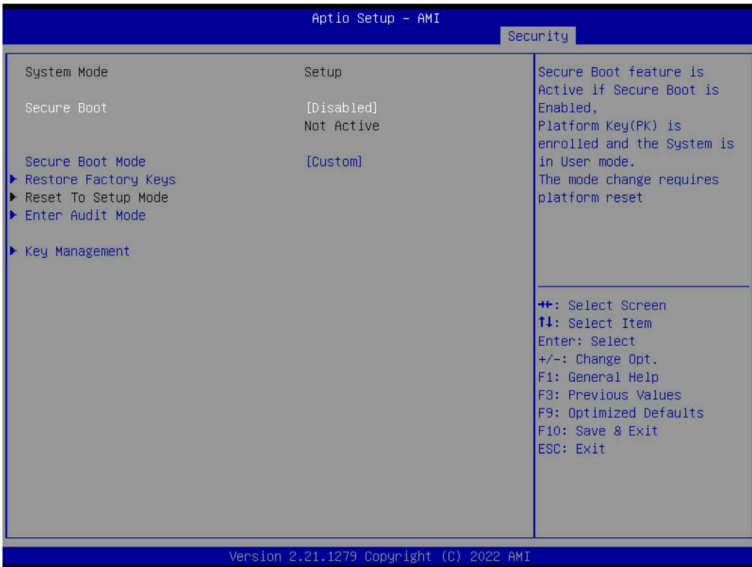 Aptio Setup – AMI
Security
System Mode Setup
Secure Boot [Disabled]
Not Active
Secure Boot Mode [Custom]
Restore Factory Keys
Reset To Setup Mode
Enter Audit Mode
Key Management
Secure Boot feature is
Active if Secure Boot is
Enabled,
Platform Key(PK) is
enrolled and the System is
in User mode.
The mode change requires
platform reset
→←: Select Screen
↑↓: Select Item
Enter: Select
+/-: Change Opt.
F1: General Help
F3: Previous Values
F9: Optimized Defaults
F10: Save & Exit
ESC: Exit
Version 2.21.1279 Copyright (C) 2022 AMI